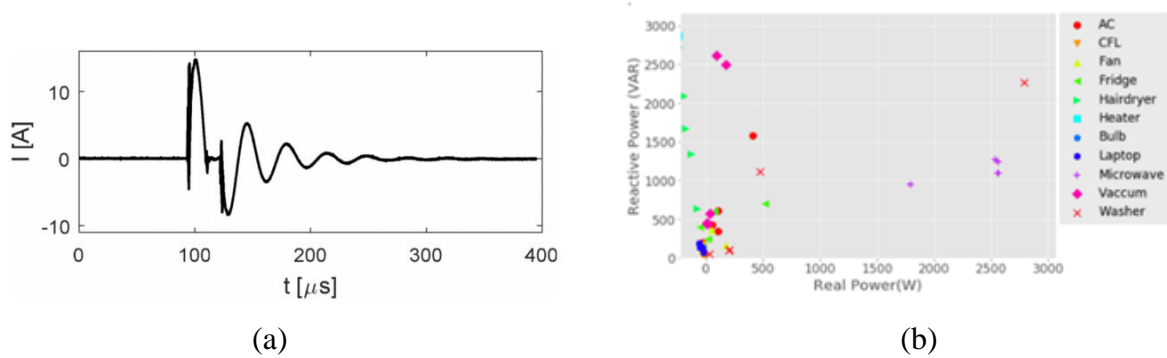 I [A]
10
0
-10
0
100
200
300
400
t [μs]
(a)
Reactive Power (VAR)
3000
2500
2000
1500
1000
500
0
0
500
1000
1500
2000
2500
3000
Real Power(W)
AC
CFL
Fan
Fridge
Hairdryer
Heater
Bulb
Laptop
Microwave
Vaccum
Washer
(b)